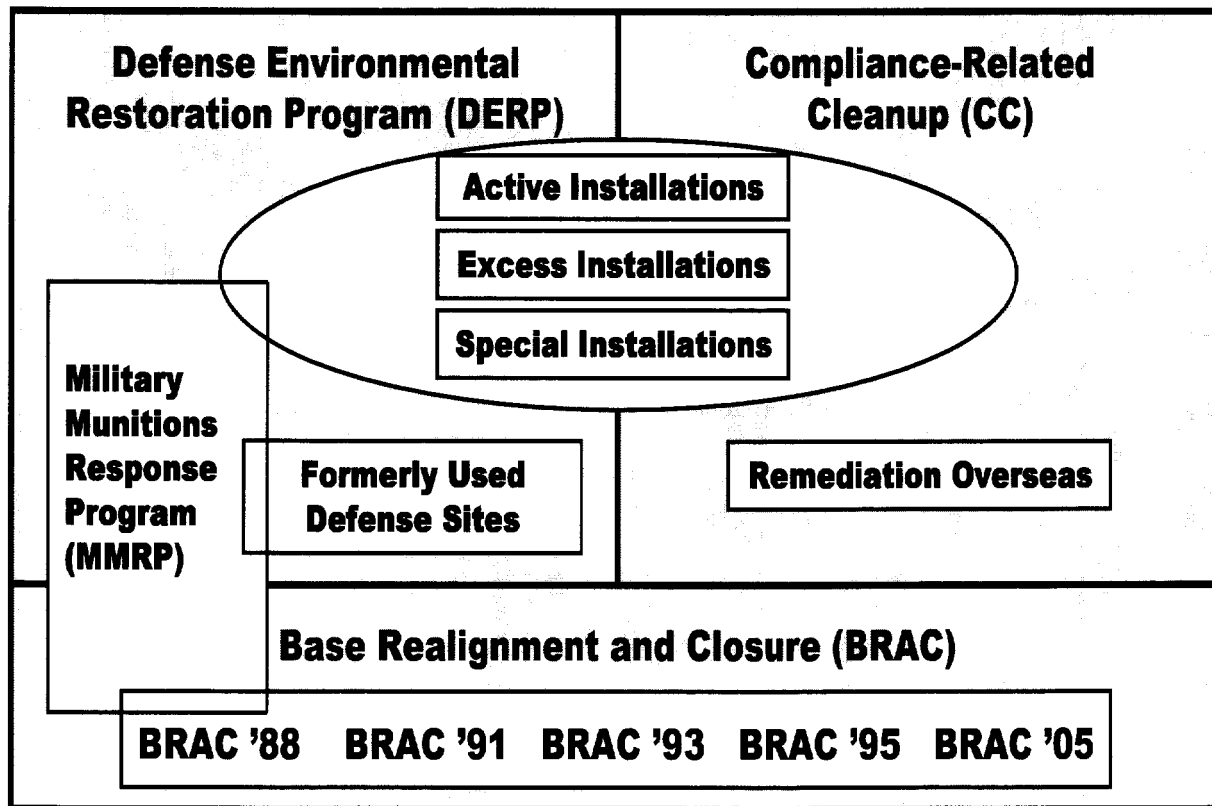 Defense Environmental
Restoration Program (DERP)
Compliance-Related
Cleanup (CC)
Active Installations
Excess Installations
Special Installations
Military
Munitions
Response
Program
(MMRP)
Formerly Used
Defense Sites
Remediation Overseas
Base Realignment and Closure (BRAC)
BRAC '88 BRAC '91 BRAC '93 BRAC '95 BRAC '05